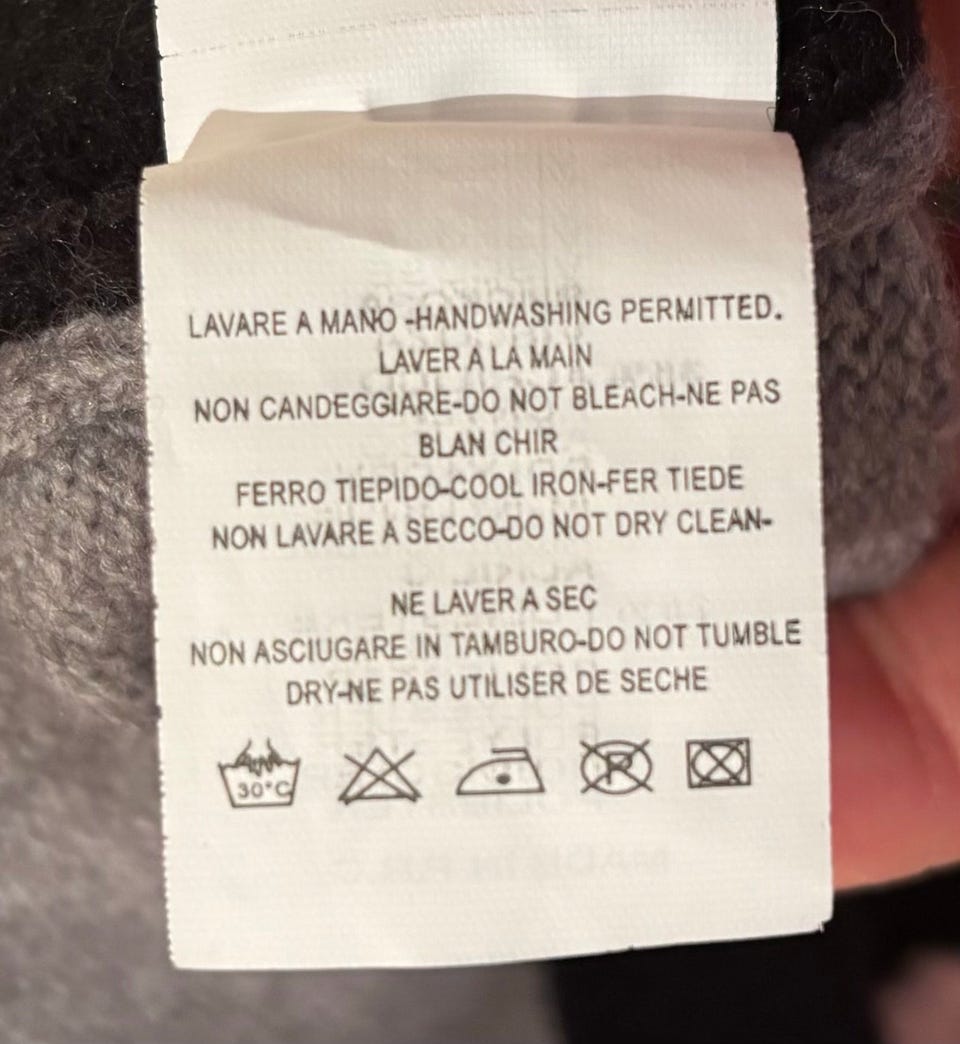 LAVARE A MANO -HANDWASHING PERMITTED.
LAVER A LA MAIN
NON CANDEGGIARE-DO NOT BLEACH-NE PAS
BLAN CHIR
FERRO TIEPIDO-COOL IRON-FER TIEDE
NON LAVARE A SECCO-DO NOT DRY CLEAN-
NE LAVER A SEC
NON ASCIUGARE IN TAMBURO-DO NOT TUMBLE
DRY-NE PAS UTILISER DE SECHE
30°C P